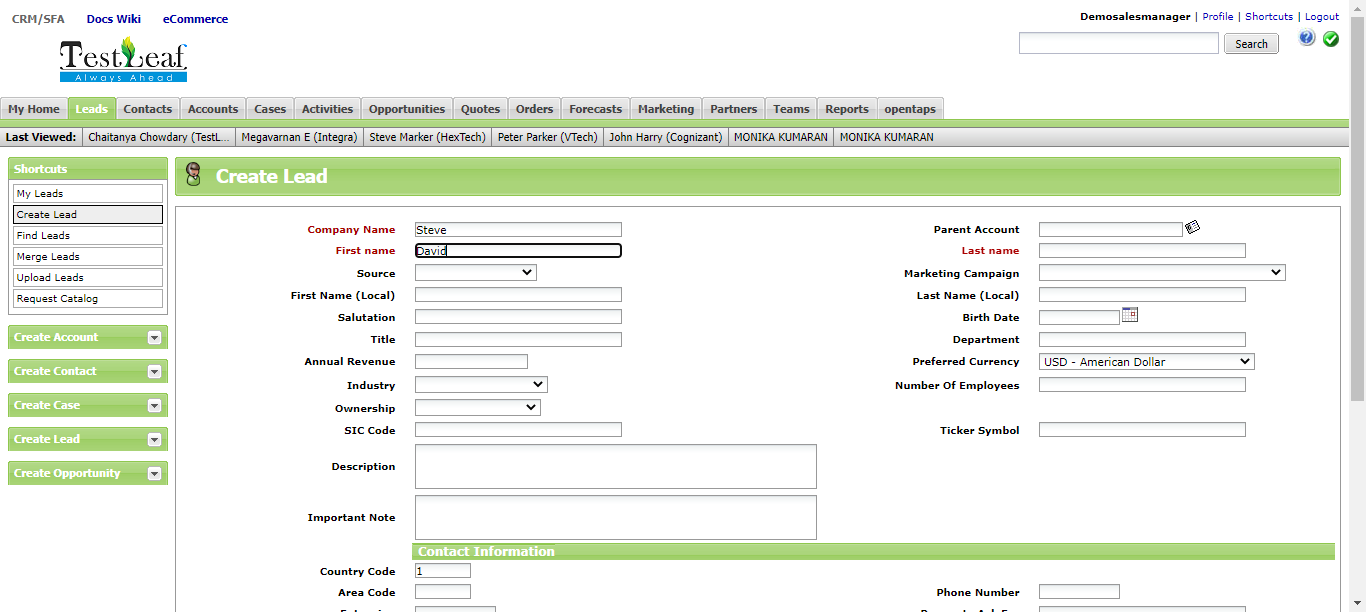 CRM/SFA Docs Wiki eCommerce
Demosalesmanager | Profile | Shortcuts | Logout
Search
TestLeaf
Always Ahead
My Home Leads Contacts Accounts Cases Activities Opportunities Quotes Orders Forecasts Marketing Partners Teams Reports opentaps
Last Viewed: Chaitanya Chowdary (TestL... Megavarnan E (Integra) Steve Marker (HexTech) Peter Parker (VTech) John Harry (Cognizant) MONIKA KUMARAN MONIKA KUMARAN
Shortcuts
My Leads
Create Lead
Find Leads
Merge Leads
Upload Leads
Request Catalog
Create Account
Create Contact
Create Case
Create Lead
Create Opportunity
Create Lead
Company Name Steve Parent Account
First name David Last name
Source Marketing Campaign
First Name (Local) Last Name (Local)
Salutation Birth Date
Title Department
Annual Revenue Preferred Currency USD - American Dollar
Industry Number Of Employees
Ownership
SIC Code Ticker Symbol
Description
Important Note
Contact Information
Country Code 1
Area Code Phone Number